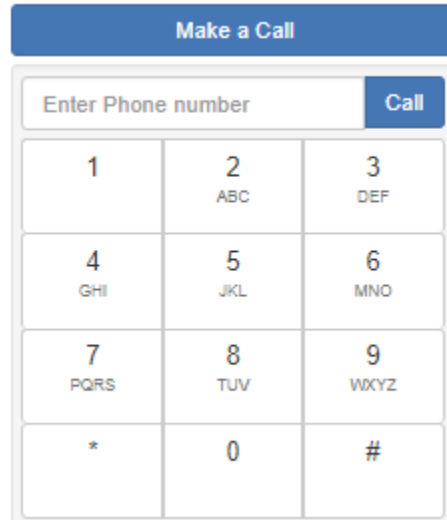 Make a Call
Enter Phone number Call
1 2 3
ABC DEF
4 5 6
GHI JKL MNO
7 8 9
PQRS TUV WXYZ
* 0 #